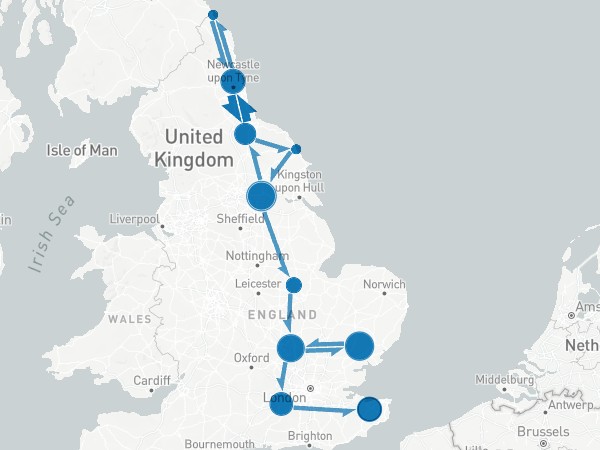 Newcastle
upon Tyne
United
Kingdom
Isle of Man
Irish Sea
Kingston
upon Hull
Liverpool
Sheffield
Nottingham
Leicester
Norwich
WALES
ENGLAND
Oxford
Cardiff
London
Bournemouth
Brighton
Middelburg
Antwerp
Brussels
Neth
Ams
in